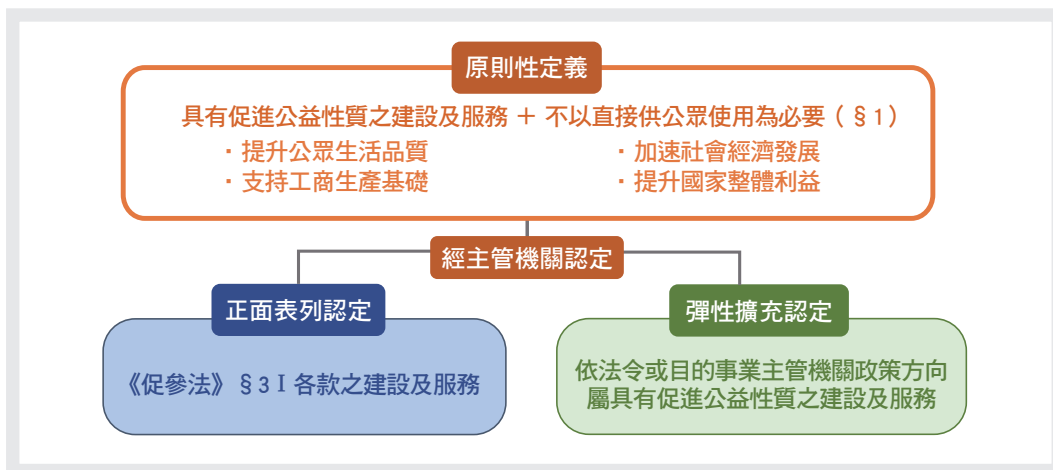 原則性定義
具有促進公益性質之建設及服務 ＋ 不以直接供公眾使用為必要（§1）
・提升公眾生活品質
・加速社會經濟發展
・支持工商生產基礎
・提升國家整體利益
經主管機關認定
正面表列認定
彈性擴充認定
《促參法》§3Ⅰ各款之建設及服務
依法令或目的事業主管機關政策方向
屬具有促進公益性質之建設及服務